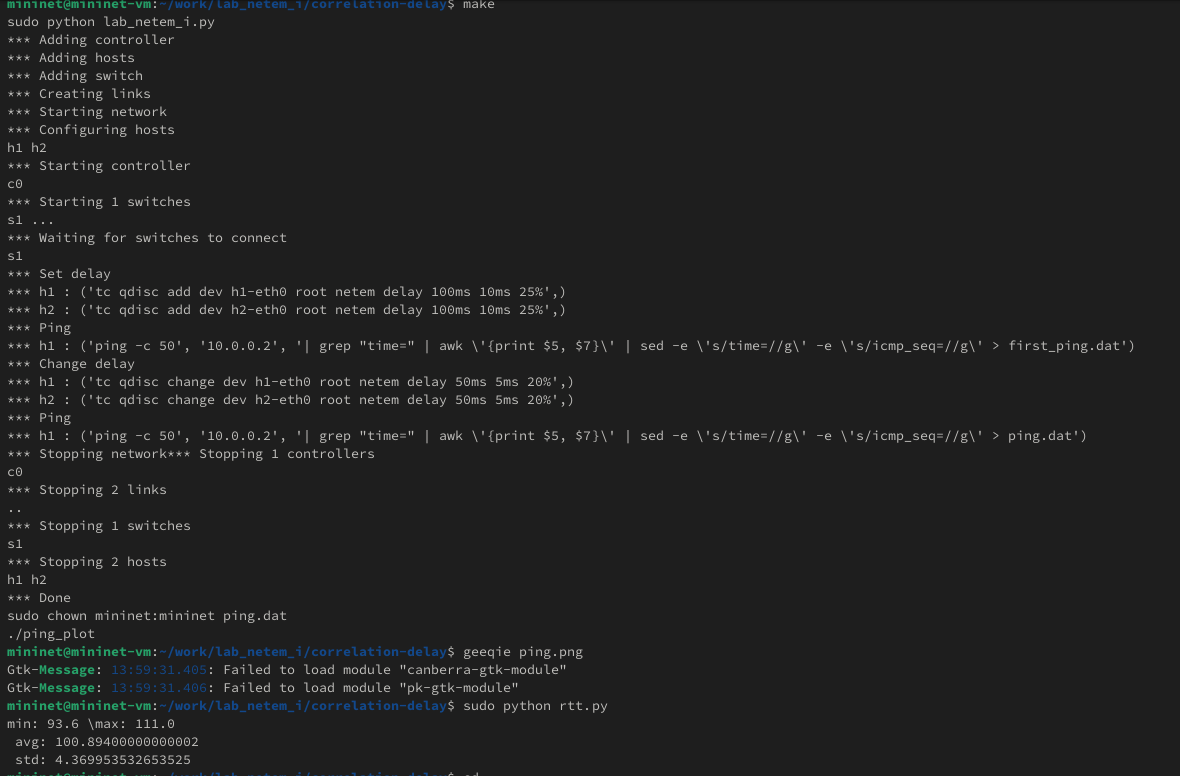 mininet@mininet-vm:~/work/lab_netem_i/correlation-delay$ make
sudo python lab_netem_i.py
*** Adding controller
*** Adding hosts
*** Adding switch
*** Creating links
*** Starting network
*** Configuring hosts
h1 h2
*** Starting controller
c0
*** Starting 1 switches
s1 ...
*** Waiting for switches to connect
s1
*** Set delay
*** h1 : ('tc qdisc add dev h1-eth0 root netem delay 100ms 10ms 25%',)
*** h2 : ('tc qdisc add dev h2-eth0 root netem delay 100ms 10ms 25%',)
*** Ping
*** h1 : ('ping -c 50', '10.0.0.2', '| grep "time=" | awk \'{print $5, $7}\' | sed -e \'s/time=//g\' -e \'s/icmp_seq=//g\' > first_ping.dat')
*** Change delay
*** h1 : ('tc qdisc change dev h1-eth0 root netem delay 50ms 5ms 20%',)
*** h2 : ('tc qdisc change dev h2-eth0 root netem delay 50ms 5ms 20%',)
*** Ping
*** h1 : ('ping -c 50', '10.0.0.2', '| grep "time=" | awk \'{print $5, $7}\' | sed -e \'s/time=//g\' -e \'s/icmp_seq=//g\' > ping.dat')
*** Stopping network*** Stopping 1 controllers
c0
*** Stopping 2 links
..
*** Stopping 1 switches
s1
*** Stopping 2 hosts
h1 h2
*** Done
sudo chown mininet:mininet ping.dat
./ping_plot
mininet@mininet-vm:~/work/lab_netem_i/correlation-delay$ geeqie ping.png
Gtk-Message: 13:59:31.405: Failed to load module "canberra-gtk-module"
Gtk-Message: 13:59:31.406: Failed to load module "pk-gtk-module"
mininet@mininet-vm:~/work/lab_netem_i/correlation-delay$ sudo python rtt.py
min: 93.6 \max: 111.0
 avg: 100.89400000000002
 std: 4.369953532653525